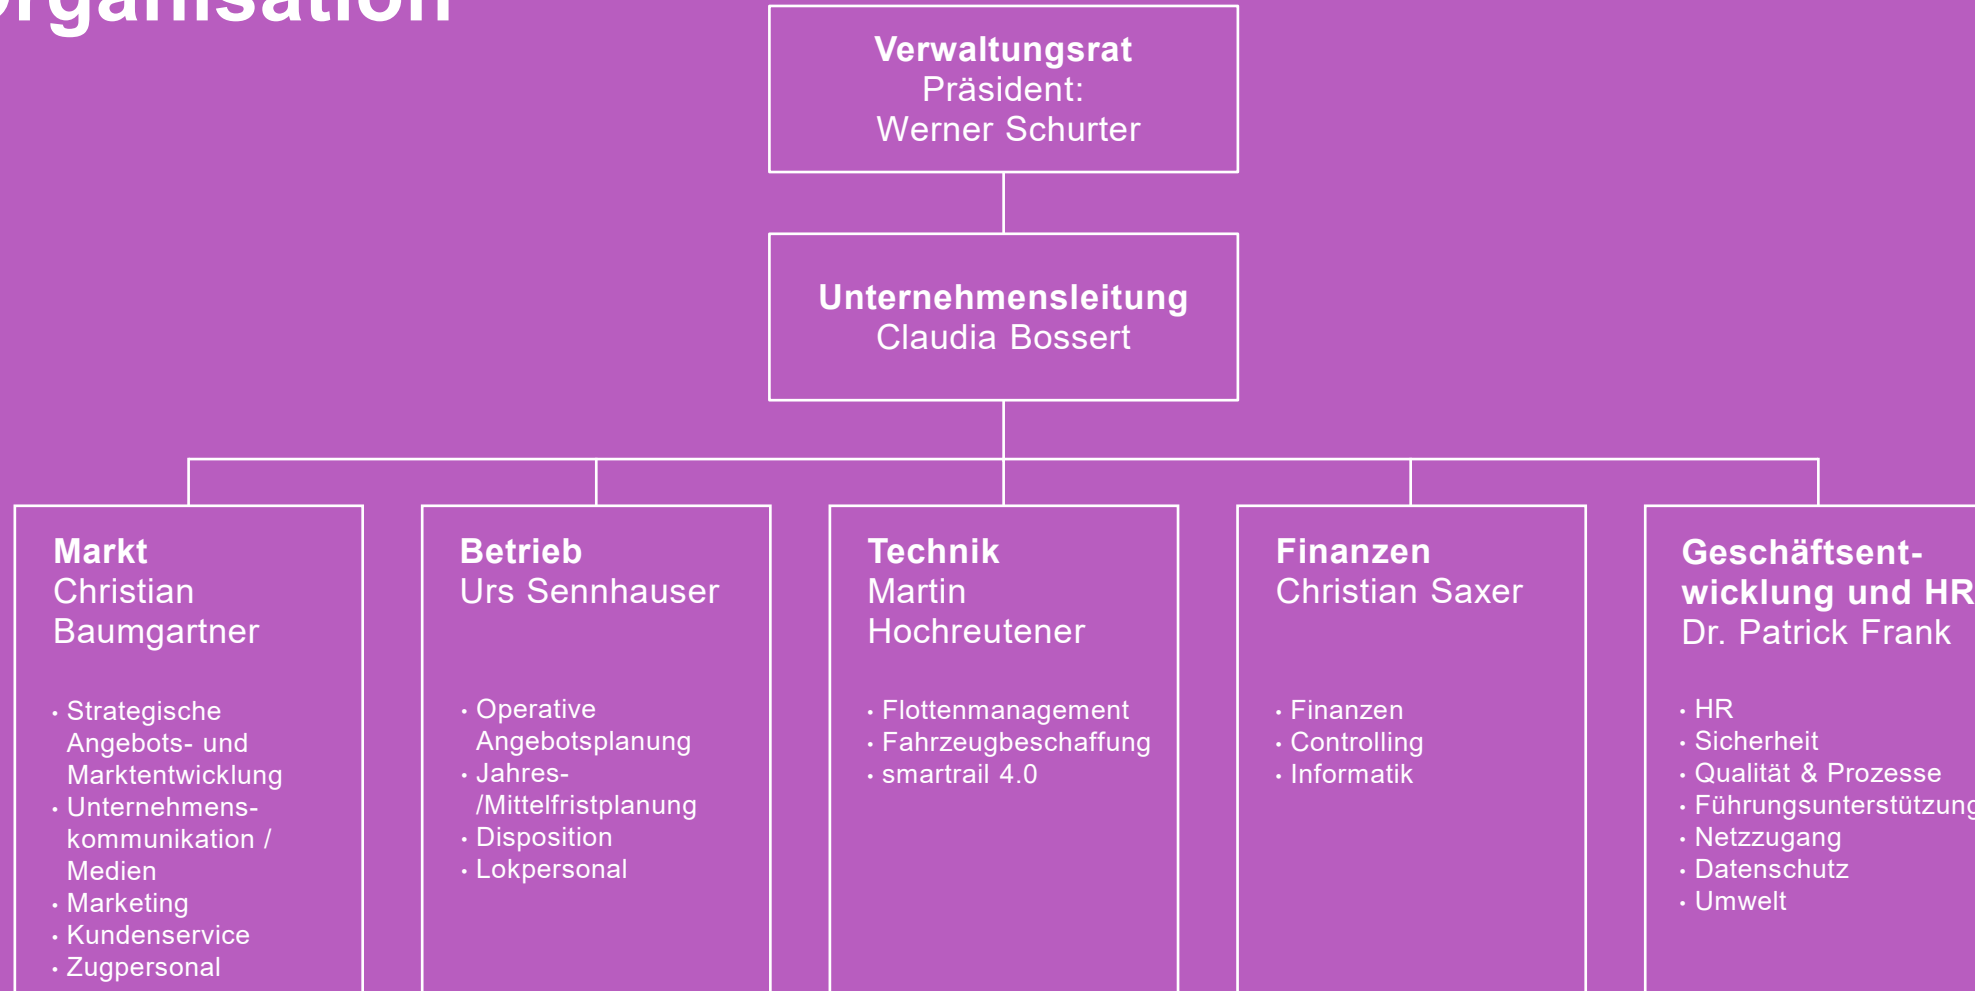 Organisation
Verwaltungsrat
Präsident:
Werner Schurter
Unternehmensleitung
Claudia Bossert
Markt
Christian
Baumgartner
• Strategische
Angebots- und
Marktentwicklung
• Unternehmens-
kommunikation /
Medien
• Marketing
• Kundenservice
• Zugpersonal
Betrieb
Urs Sennhauser
• Operative
Angebotsplanung
• Jahres-
/Mittelfristplanung
• Disposition
• Lokpersonal
Technik
Martin
Hochreutener
• Flottenmanagement
• Fahrzeugbeschaffung
• smartrail 4.0
Finanzen
Christian Saxer
• Finanzen
• Controlling
• Informatik
Geschäftsent-
wicklung und HR
Dr. Patrick Frank
• HR
• Sicherheit
• Qualität & Prozesse
• Führungsunterstützung
• Netzzugang
• Datenschutz
• Umwelt